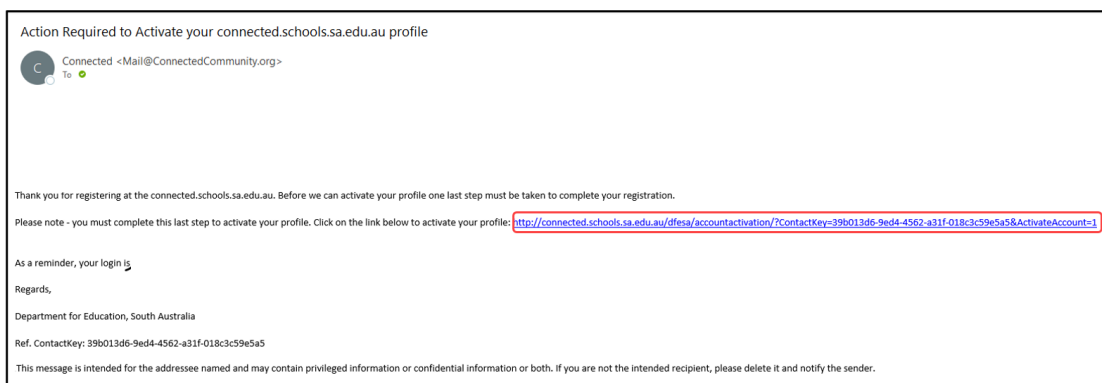 Action Required to Activate your connected.schools.sa.edu.au profile
C
Connected <Mail@ConnectedCommunity.org>
To
Thank you for registering at the connected.schools.sa.edu.au. Before we can activate your profile one last step must be taken to complete your registration.
Please note - you must complete this last step to activate your profile. Click on the link below to activate your profile: http://connected.schools.sa.edu.au/dfesa/accountactivation/?ContactKey=39b013d6-9ed4-4562-a31f-018c3c59e5a5&ActivateAccount=1
As a reminder, your login is
Regards,
Department for Education, South Australia
Ref. ContactKey: 39b013d6-9ed4-4562-a31f-018c3c59e5a5
This message is intended for the addressee named and may contain privileged information or confidential information or both. If you are not the intended recipient, please delete it and notify the sender.